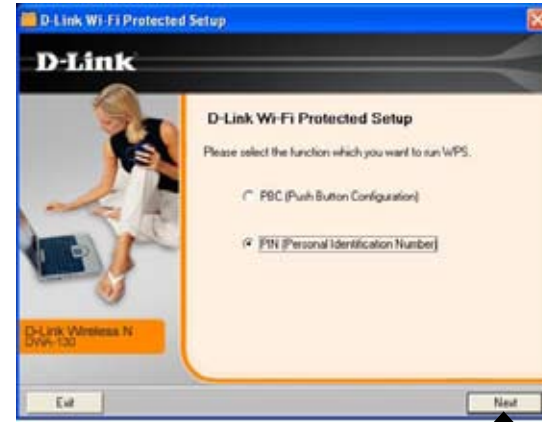 D-Link Wi-Fi Protected Setup
D-Link
D-Link Wi-Fi Protected Setup
Please select the function which you want to run WPS.
PBC (Push Button Configuration)
PIN (Personal Identification Number)
D-Link Wireless N
DWA-130
Exit
Next